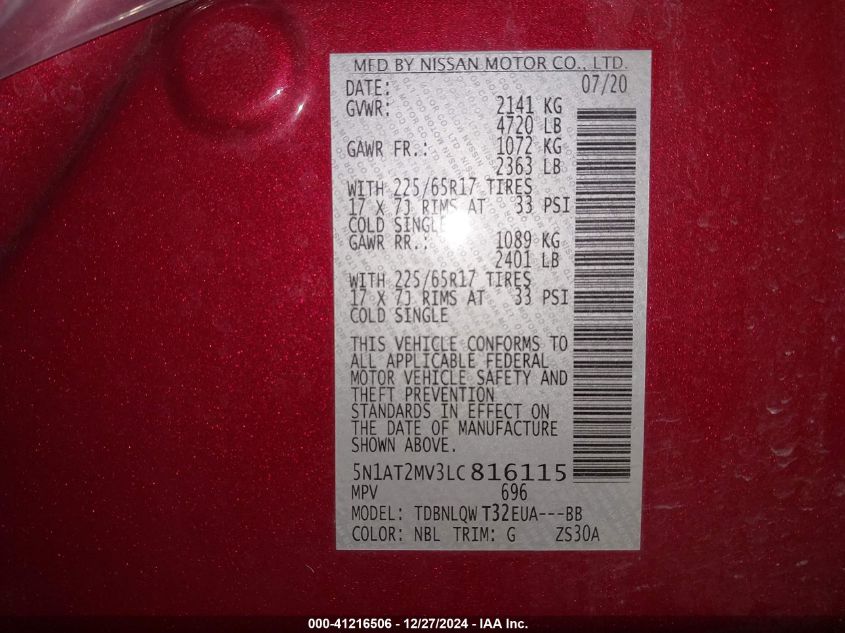 MFD BY NISSAN MOTOR CO., LTD.
DATE: 07/20
GVWR: 2141 KG
4720 LB
GAWR FR.: 1072 KG
2363 LB
WITH 225/65R17 TIRES
17 X 7J RIMS AT 33 PSI
COLD SINGLE
GAWR RR.: 1089 KG
2401 LB
WITH 225/65R17 TIRES
17 X 7J RIMS AT 33 PSI
COLD SINGLE
THIS VEHICLE CONFORMS TO
ALL APPLICABLE FEDERAL
MOTOR VEHICLE SAFETY AND
THEFT PREVENTION
STANDARDS IN EFFECT ON
THE DATE OF MANUFACTURE
SHOWN ABOVE.
5N1AT2MV3LC816115
MPV 696
MODEL: TDBNLQWT32EUA---BB
COLOR: NBL TRIM: G ZS30A
000-41216506 - 12/27/2024 - IAA Inc.